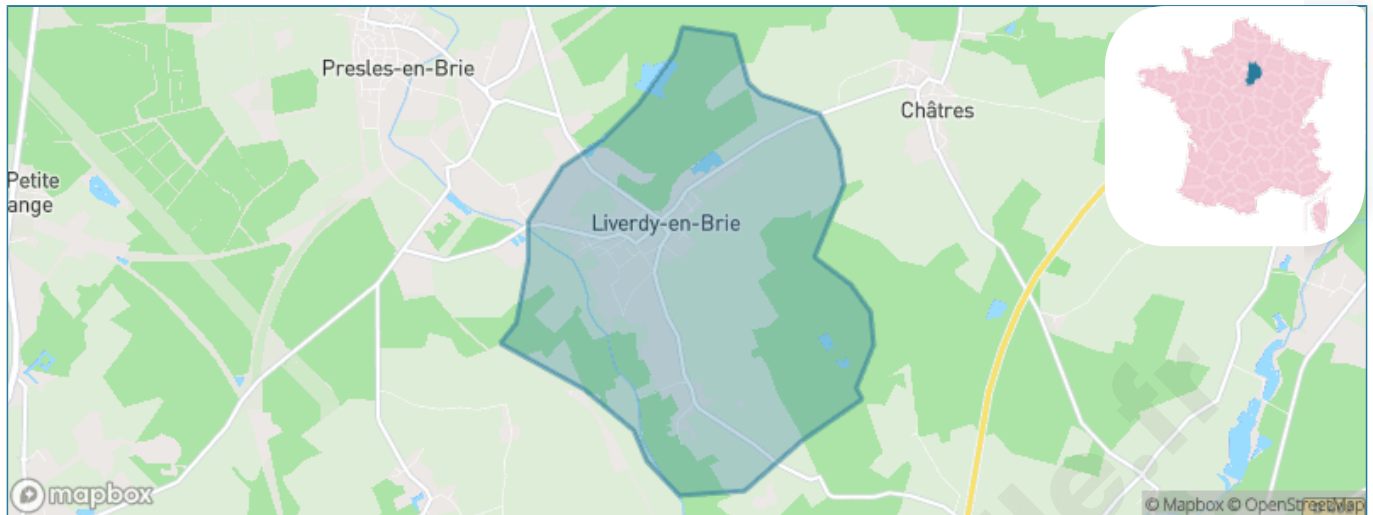 Presles-en-Brie
Châtres
Petite
ange
Liverdy-en-Brie
mapbox
© Mapbox © OpenStreetMap